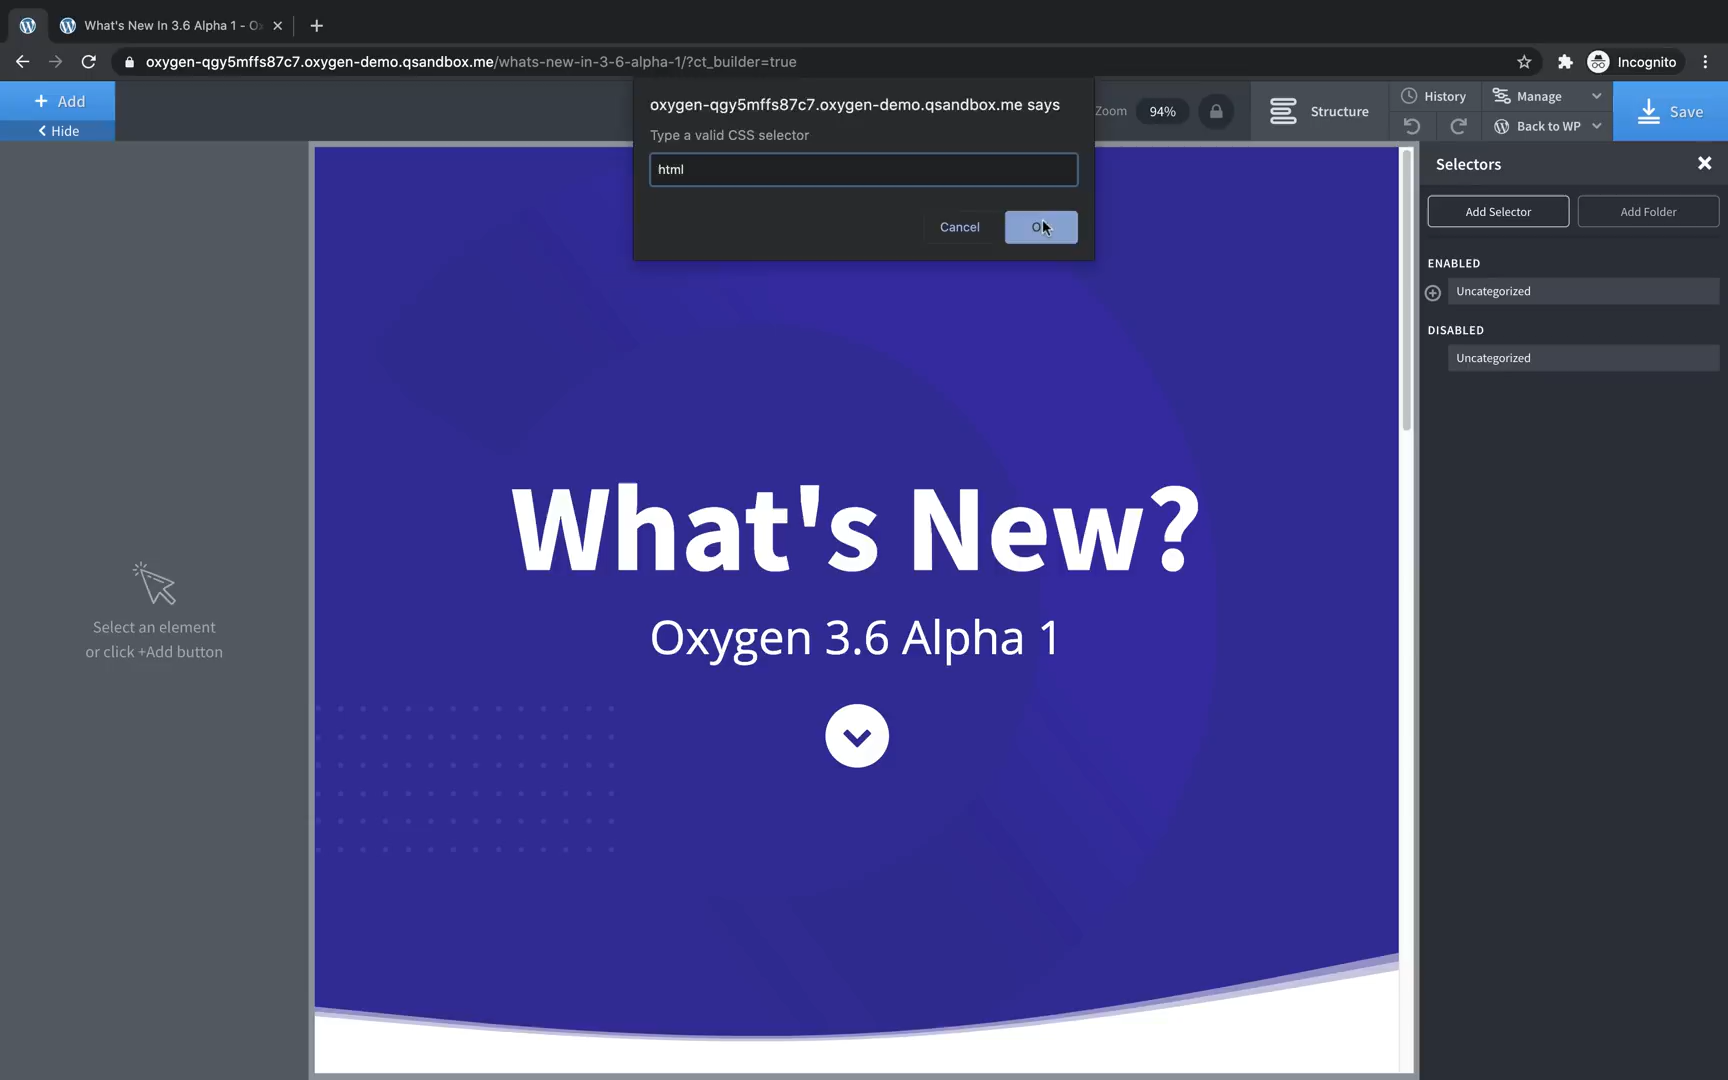 What's New In 3.6 Alpha 1 - O
oxygen-qgy5mffs87c7.oxygen-demo.qsandbox.me/whats-new-in-3-6-alpha-1/?ct_builder=true
Incognito
+ Add
Hide
oxygen-qgy5mffs87c7.oxygen-demo.qsandbox.me says
Type a valid CSS selector
html
Cancel
Zoom
94%
Structure
History
Manage
Back to WP
Save
Selectors
Add Selector
Add Folder
ENABLED
Uncategorized
DISABLED
Uncategorized
What's New?
Oxygen 3.6 Alpha 1
Select an element
or click +Add button